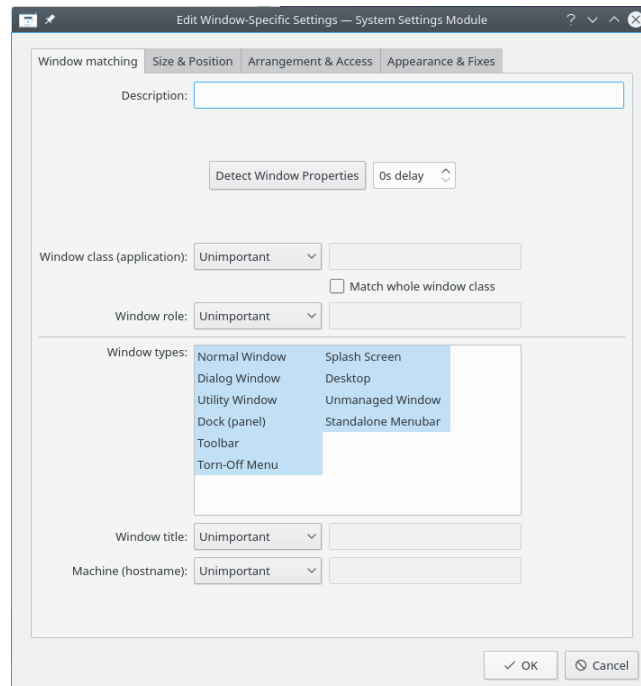 Edit Window-Specific Settings — System Settings Module
Window matching Size & Position Arrangement & Access Appearance & Fixes
Description:
Detect Window Properties 0s delay
Window class (application): Unimportant
Match whole window class
Window role: Unimportant
Window types:
Normal Window Splash Screen
Dialog Window Desktop
Utility Window Unmanaged Window
Dock (panel) Standalone Menubar
Toolbar
Torn-Off Menu
Window title: Unimportant
Machine (hostname): Unimportant
OK Cancel